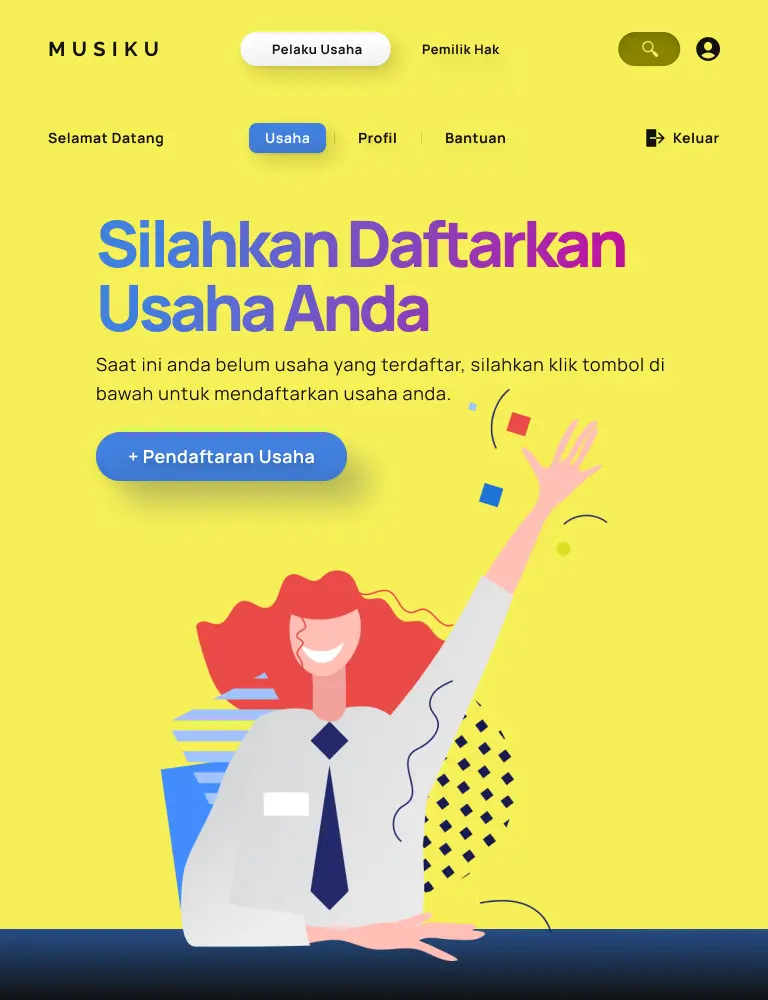 MUSIKU
Pelaku Usaha
Pemilik Hak
Selamat Datang
Usaha
Profil
Bantuan
Keluar
Silahkan Daftarkan
Usaha Anda
Saat ini anda belum usaha yang terdaftar, silahkan klik tombol di
bawah untuk mendaftarkan usaha anda.
+ Pendaftaran Usaha